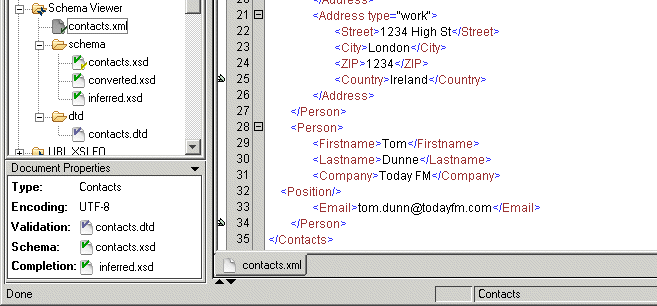 Schema Viewer
contacts.xml
schema
contacts.xsd
converted.xsd
inferred.xsd
dtd
contacts.dtd
UBL XSLFO
Document Properties
Type: Contacts
Encoding: UTF-8
Validation: contacts.dtd
Schema: contacts.xsd
Completion: inferred.xsd
Done
</Address>
21 <Address type="work">
22 <Street>1234 High St</Street>
23 <City>London</City>
24 <ZIP>1234</ZIP>
25 <Country>Ireland</Country>
26 </Address>
27 </Person>
28 <Person>
29 <Firstname>Tom</Firstname>
30 <Lastname>Dunne</Lastname>
31 <Company>Today FM</Company>
32 <Position/>
33 <Email>tom.dunn@todayfm.com</Email>
34 </Person>
35 </Contacts>
contacts.xml
Contacts